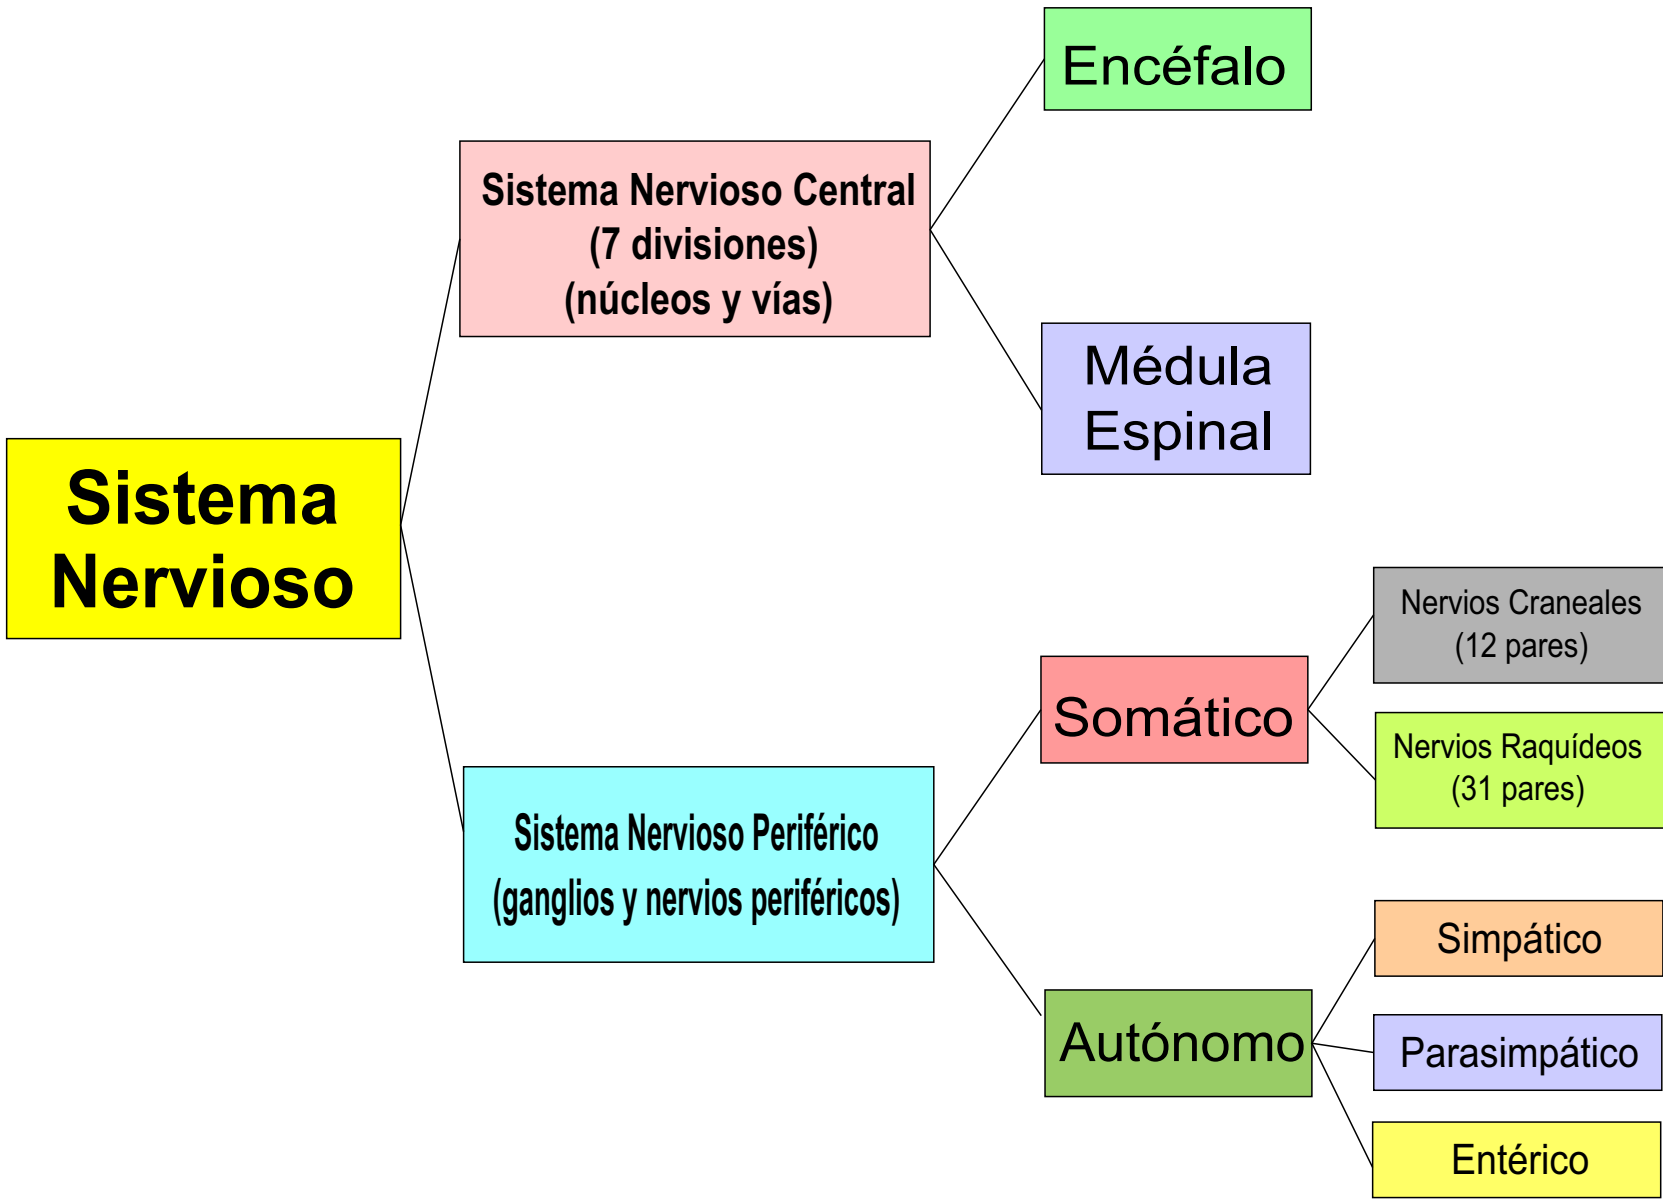 Sistema
Nervioso
Sistema Nervioso Central
(7 divisiones)
(núcleos y vías)
Encéfalo
Médula
Espinal
Sistema Nervioso Periférico
(ganglios y nervios periféricos)
Somático
Nervios Craneales
(12 pares)
Nervios Raquídeos
(31 pares)
Autónomo
Simpático
Parasimpático
Entérico